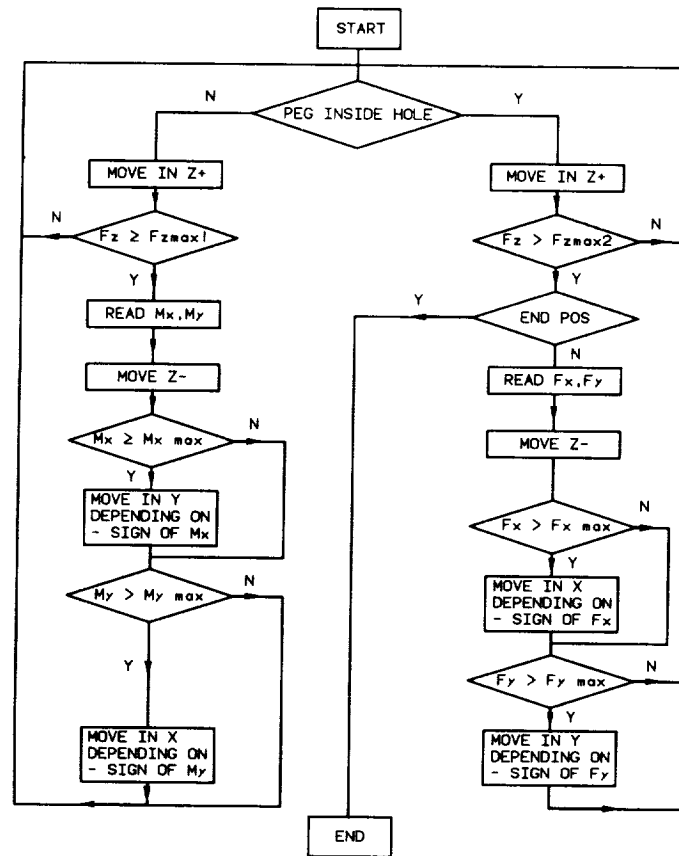 START
PEG INSIDE HOLE
N
Y
MOVE IN Z+
Fz ≥ Fzmax1
N
Y
READ Mx,My
MOVE Z-
Mx ≥ Mx max
N
Y
MOVE IN Y
DEPENDING ON
- SIGN OF Mx
My > My max
N
Y
MOVE IN X
DEPENDING ON
- SIGN OF My
MOVE IN Z+
Fz > Fzmax2
N
Y
END POS
Y
N
READ Fx,Fy
MOVE Z-
Fx > Fx max
N
Y
MOVE IN X
DEPENDING ON
- SIGN OF Fx
Fy > Fy max
N
Y
MOVE IN Y
DEPENDING ON
- SIGN OF Fy
END